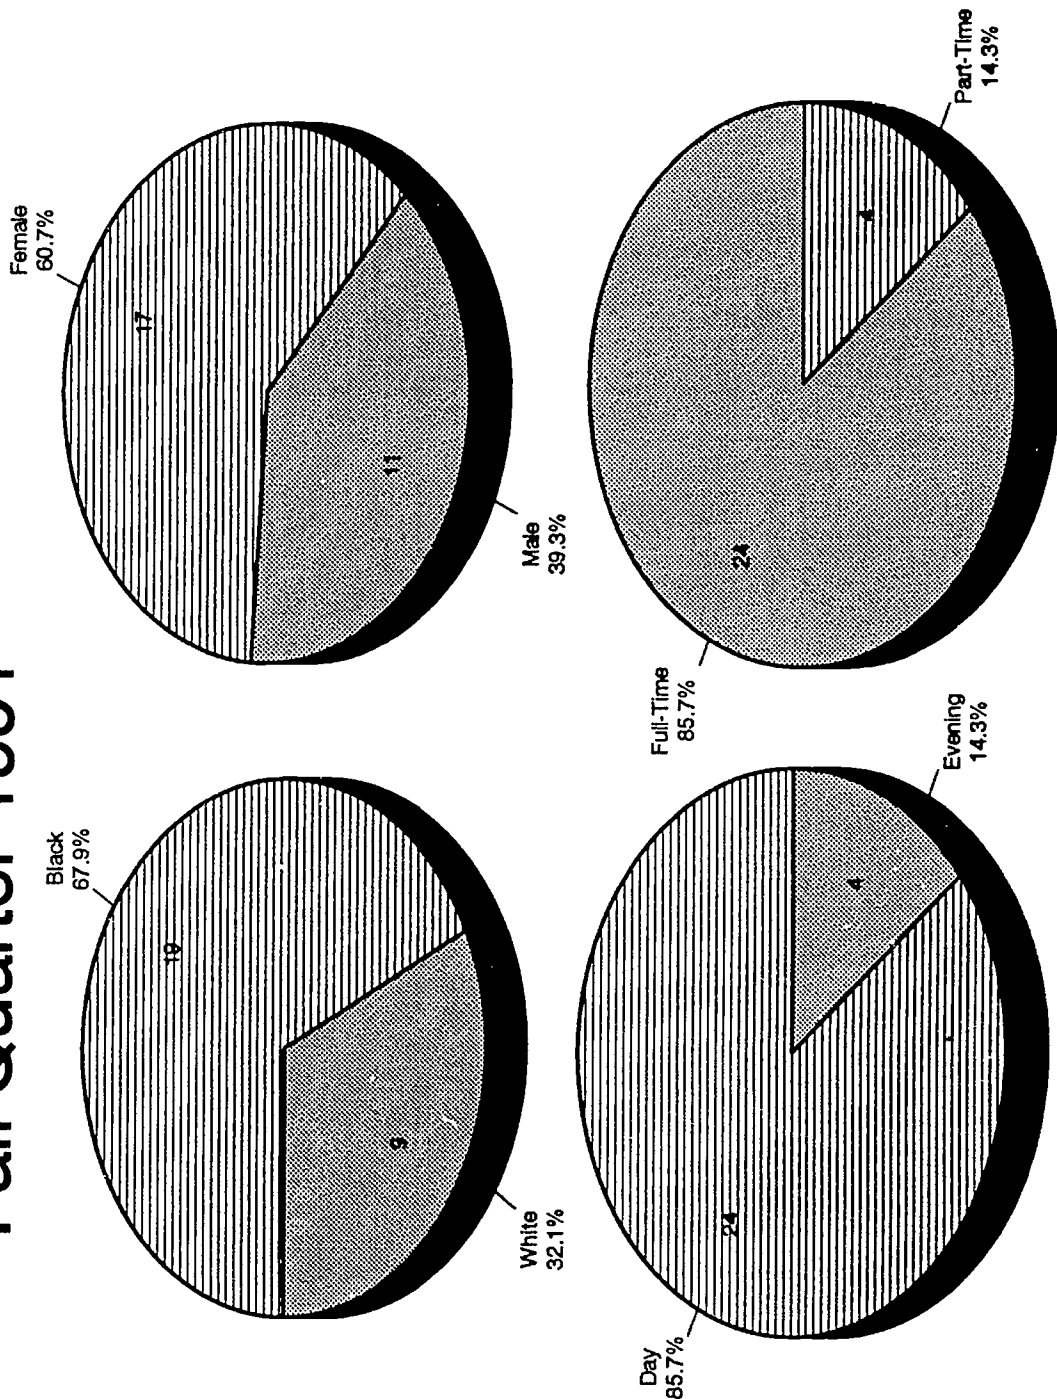 Fall Quarter
Female
60.7%
17
11
Male
39.3%
Part-Time
14.3%
4
24
Full-Time
85.7%
Black
67.9%
19
9
White
32.1%
Evening
14.3%
4
24
Day
85.7%